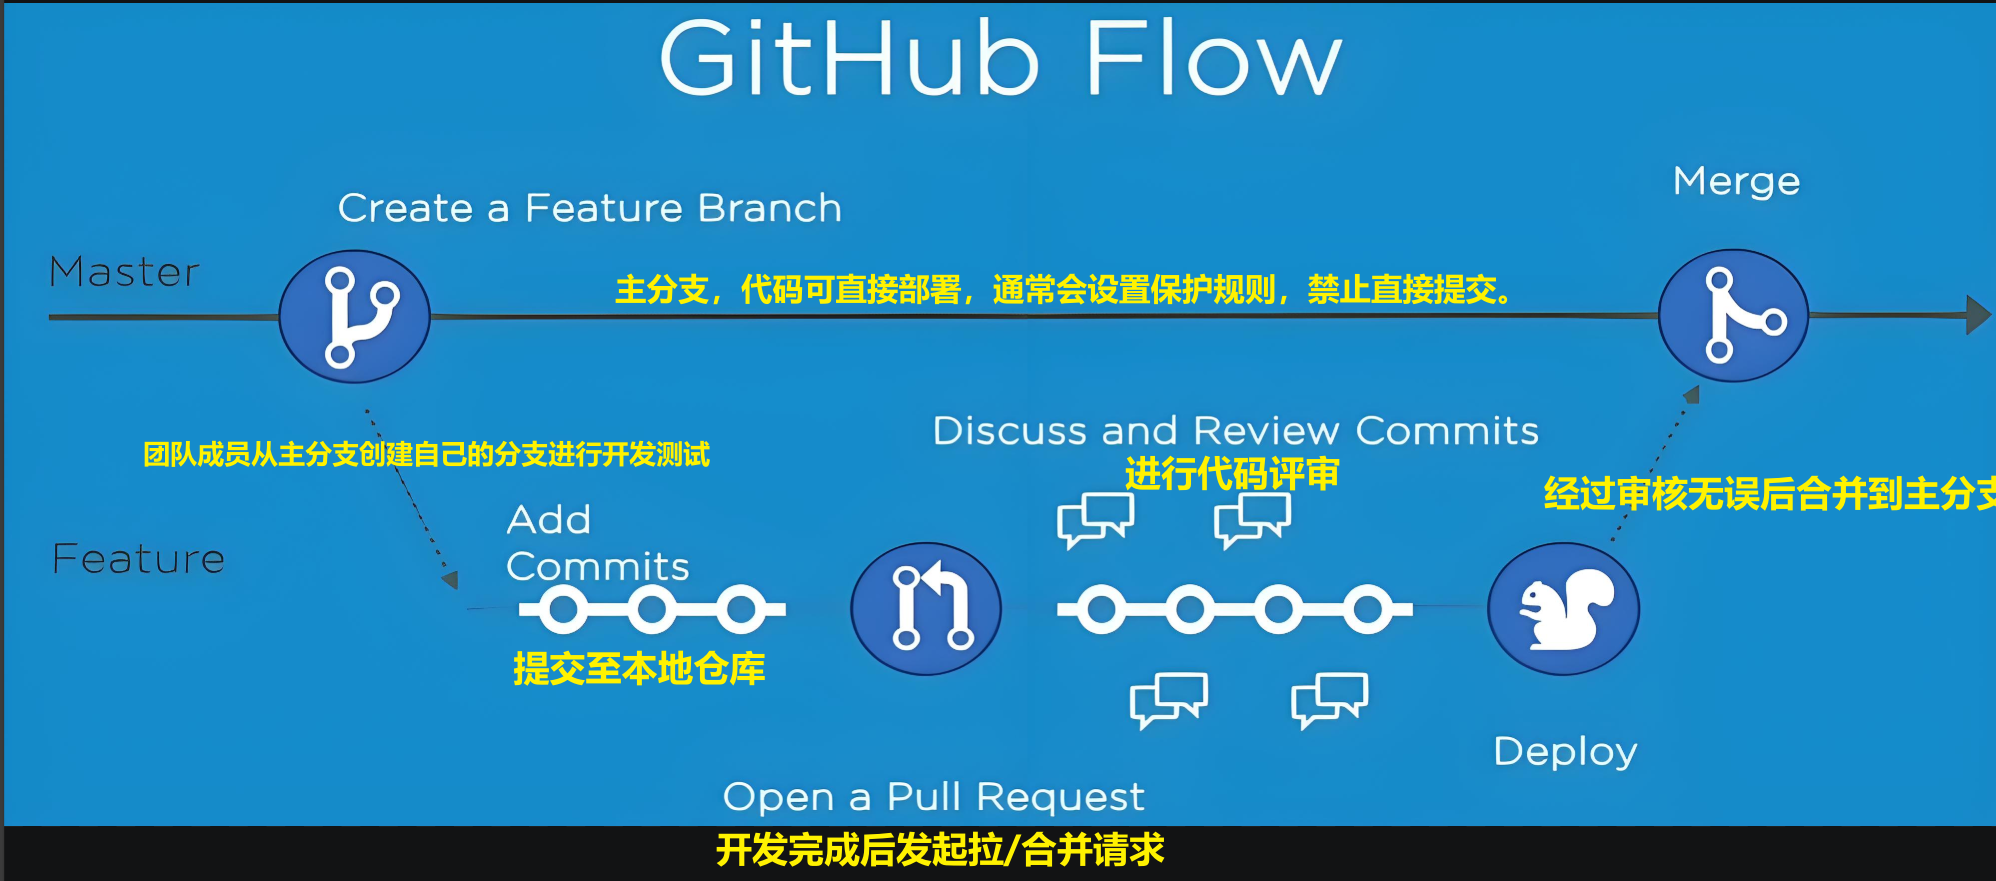 GitHub Flow
Merge
Create a Feature Branch
Master
主分支，代码可直接部署，通常会设置保护规则，禁止直接提交。
Discuss and Review Commits
团队成员从主分支创建自己的分支进行开发测试
进行代码评审
经过审核无误后合并到主分支
Add
Commits
Feature
提交至本地仓库
Deploy
Open a Pull Request
开发完成后发起拉/合并请求